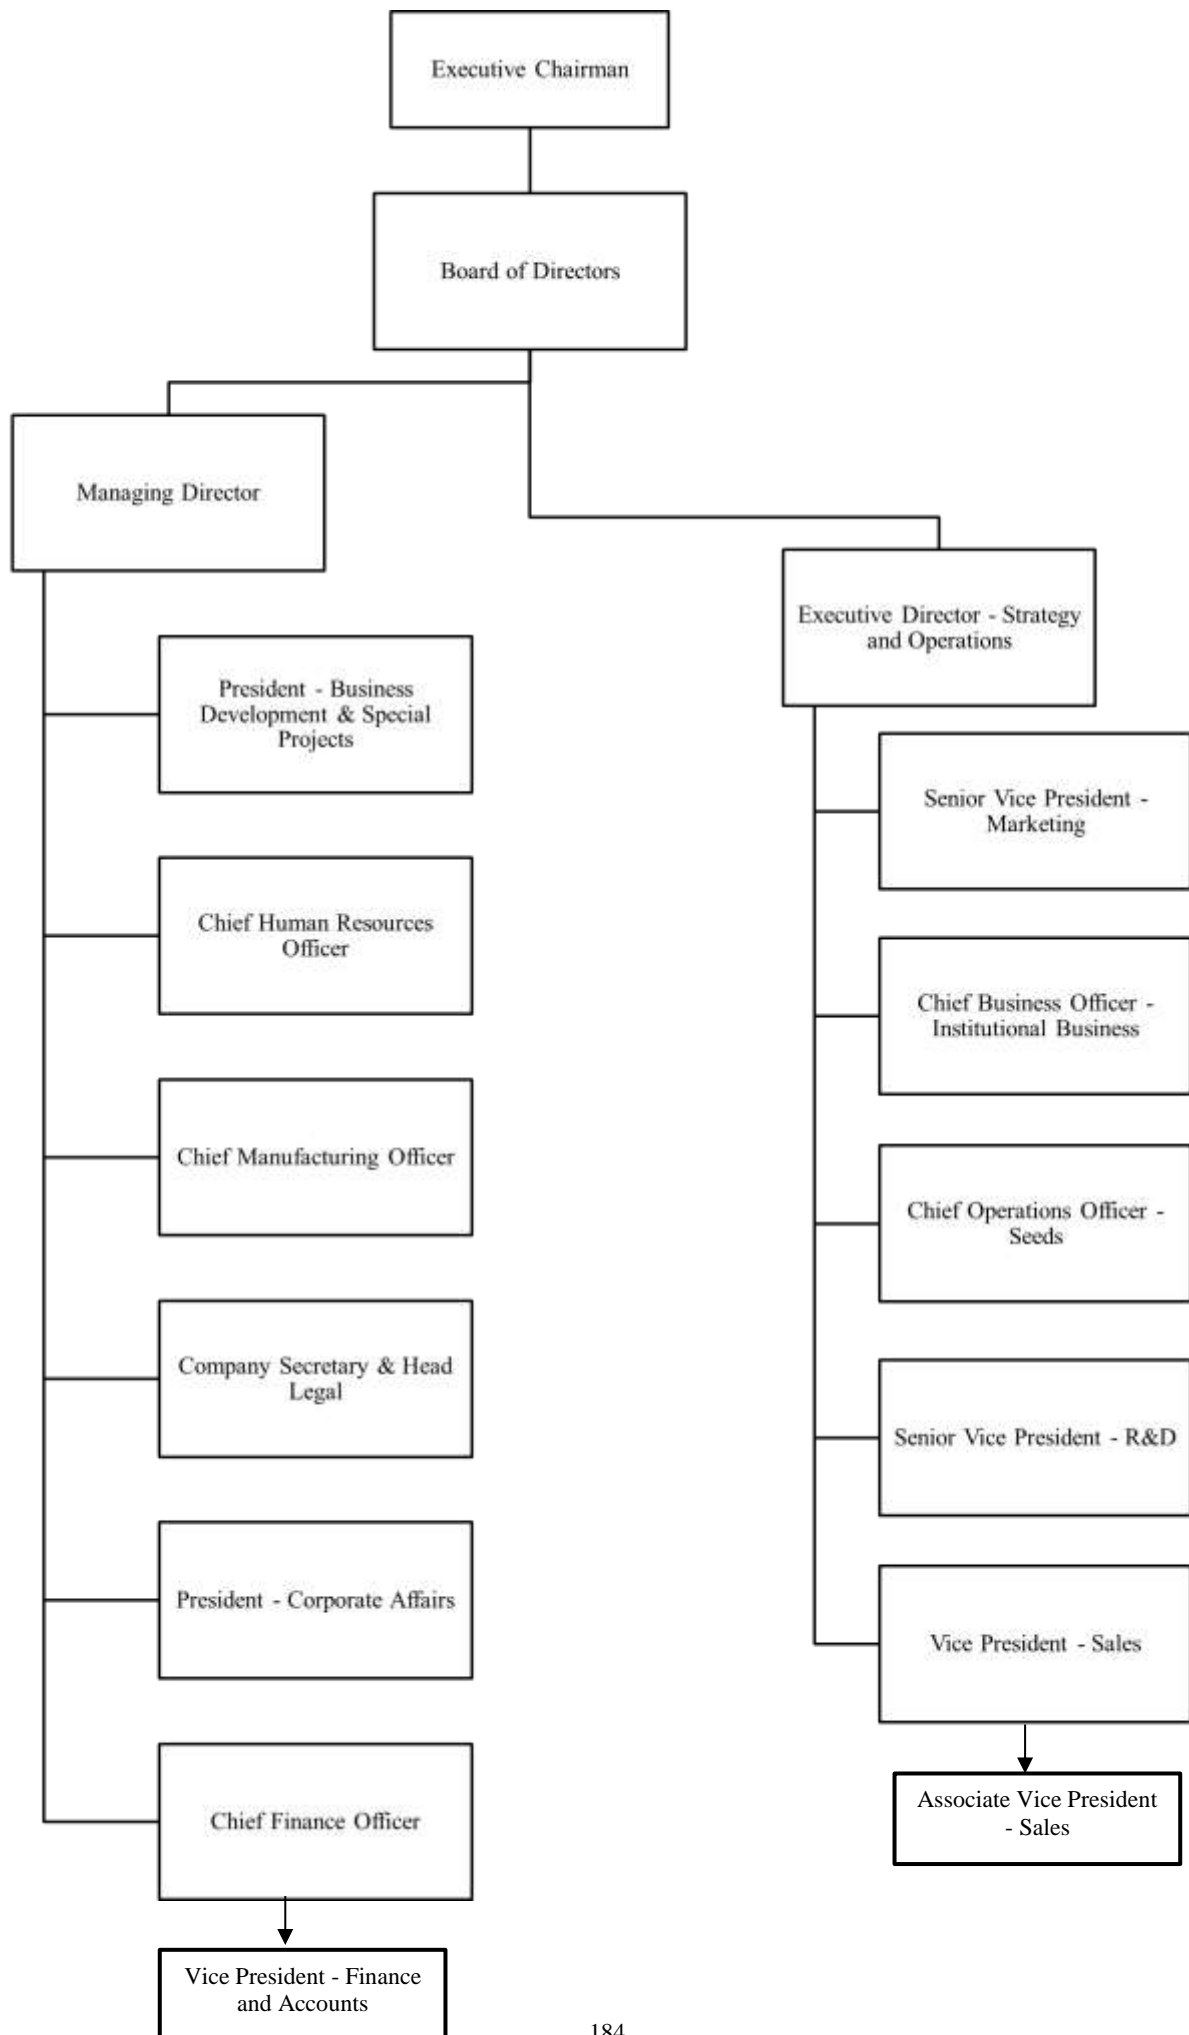 Executive Chairman
Board of Directors
Managing Director
President - Business
Development & Special
Projects
Chief Human Resources
Officer
Chief Manufacturing Officer
Company Secretary & Head
Legal
President - Corporate Affairs
Chief Finance Officer
Vice President - Finance
and Accounts
Executive Director - Strategy
and Operations
Senior Vice President -
Marketing
Chief Business Officer -
Institutional Business
Chief Operations Officer -
Seeds
Senior Vice President - R&D
Vice President - Sales
Associate Vice President
- Sales
184